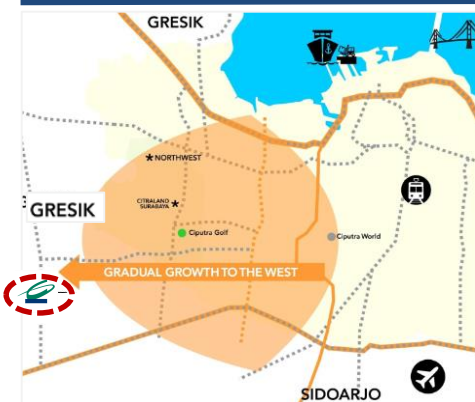 GRESIK
NORTHWEST
CITRALAND
SURABAYA
GRESIK
Ciputra Golf
Ciputra World
GRADUAL GROWTH TO THE WEST
SIDOARJO